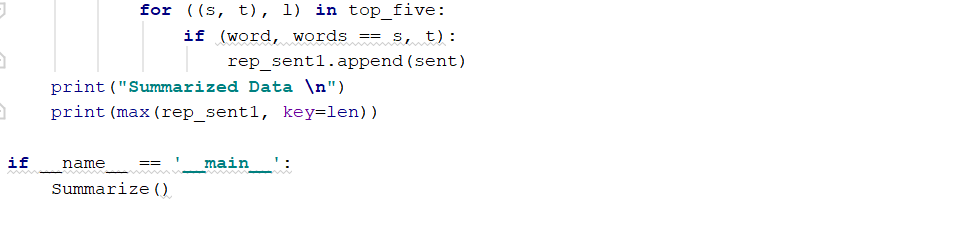 for ((s, t), l) in top_five:
if (word, words == s, t):
rep_sent1.append(sent)
print("Summarized Data \n")
print(max(rep_sent1, key=len))
if __name__ == '__main__':
Summarize()